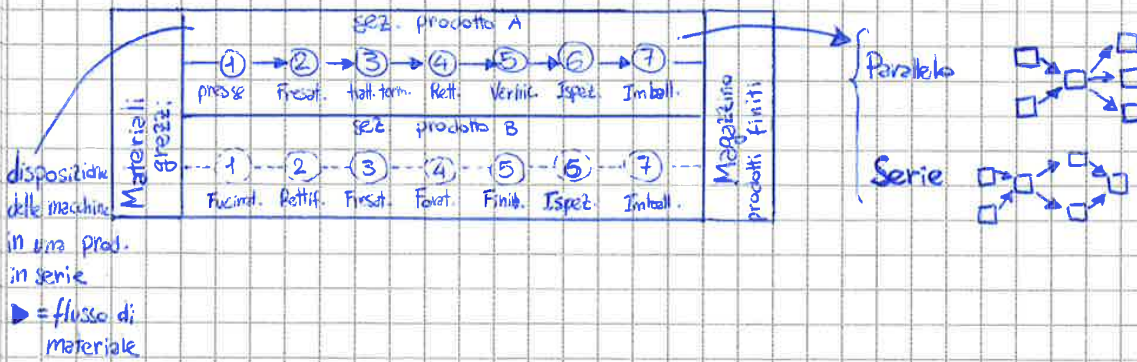 sez. prodotto A
1 2 3 4 5 6 7
presse Fresat. tratt. term. Rett. Vernic. Ispez. Imball.
sez prodotto B
1 2 3 4 5 6 7
Fucinat. Rettif. Fresat. Forat. Finit. Ispez. Imball.
Materiali
grezzi
Magazzino
prodotti finiti
Parallelo
Serie
disposizione
delle macchine
in una prod.
in serie
= flusso di
materiale